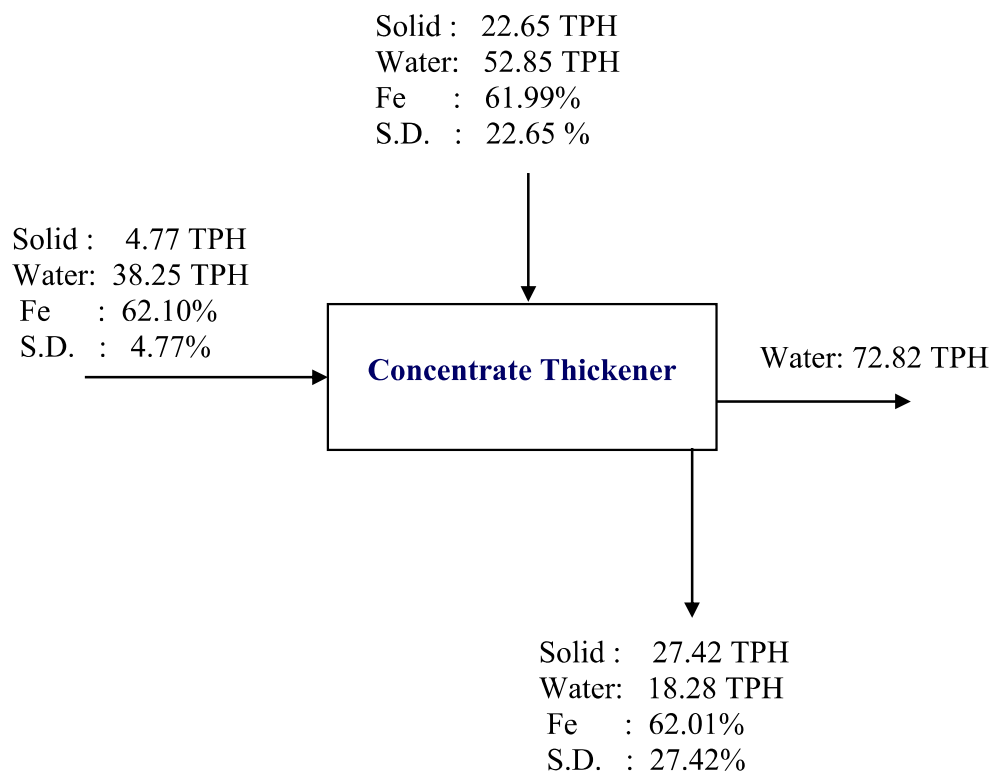 Solid : 22.65 TPH
Water: 52.85 TPH
Fe : 61.99%
S.D. : 22.65 %
Solid : 4.77 TPH
Water: 38.25 TPH
Fe : 62.10%
S.D. : 4.77%
Concentrate Thickener
Water: 72.82 TPH
Solid : 27.42 TPH
Water: 18.28 TPH
Fe : 62.01%
S.D. : 27.42%